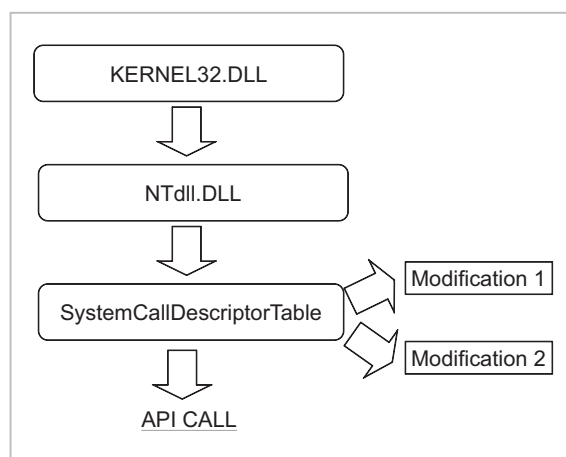 KERNEL32.DLL
NTdll.DLL
SystemCallDescriptorTable
Modification 1
Modification 2
API CALL